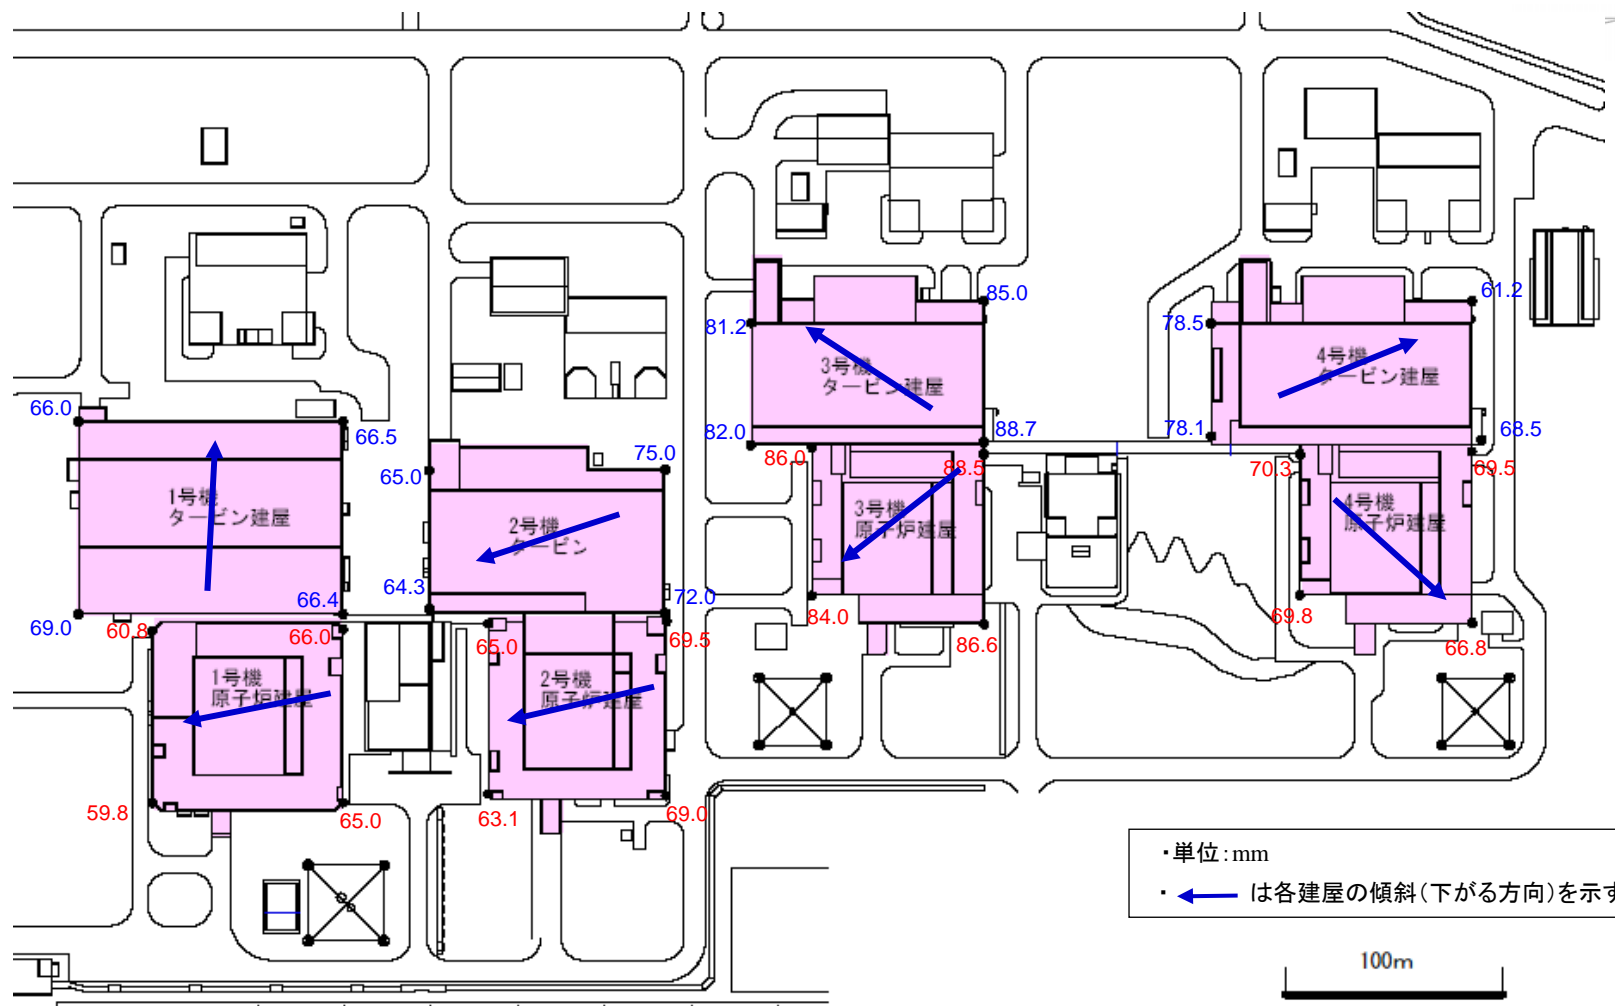 85.0
61.2
81.2
78.5
3号機
タービン建屋
4号機
タービン建屋
66.0
66.5
82.0
88.7
78.1
68.5
86.0
88.5
70.3
69.5
75.0
65.0
1号機
タービン建屋
2号機
タービン
3号機
原子炉建屋
4号機
原子炉建屋
64.3
72.0
66.4
69.0
60.8
66.0
65.0
69.5
84.0
86.6
69.8
66.8
1号機
原子炉建屋
2号機
原子炉建屋
59.8
65.0
63.1
69.0
・単位:mm
・ は各建屋の傾斜(下がる方向)を示す
100m